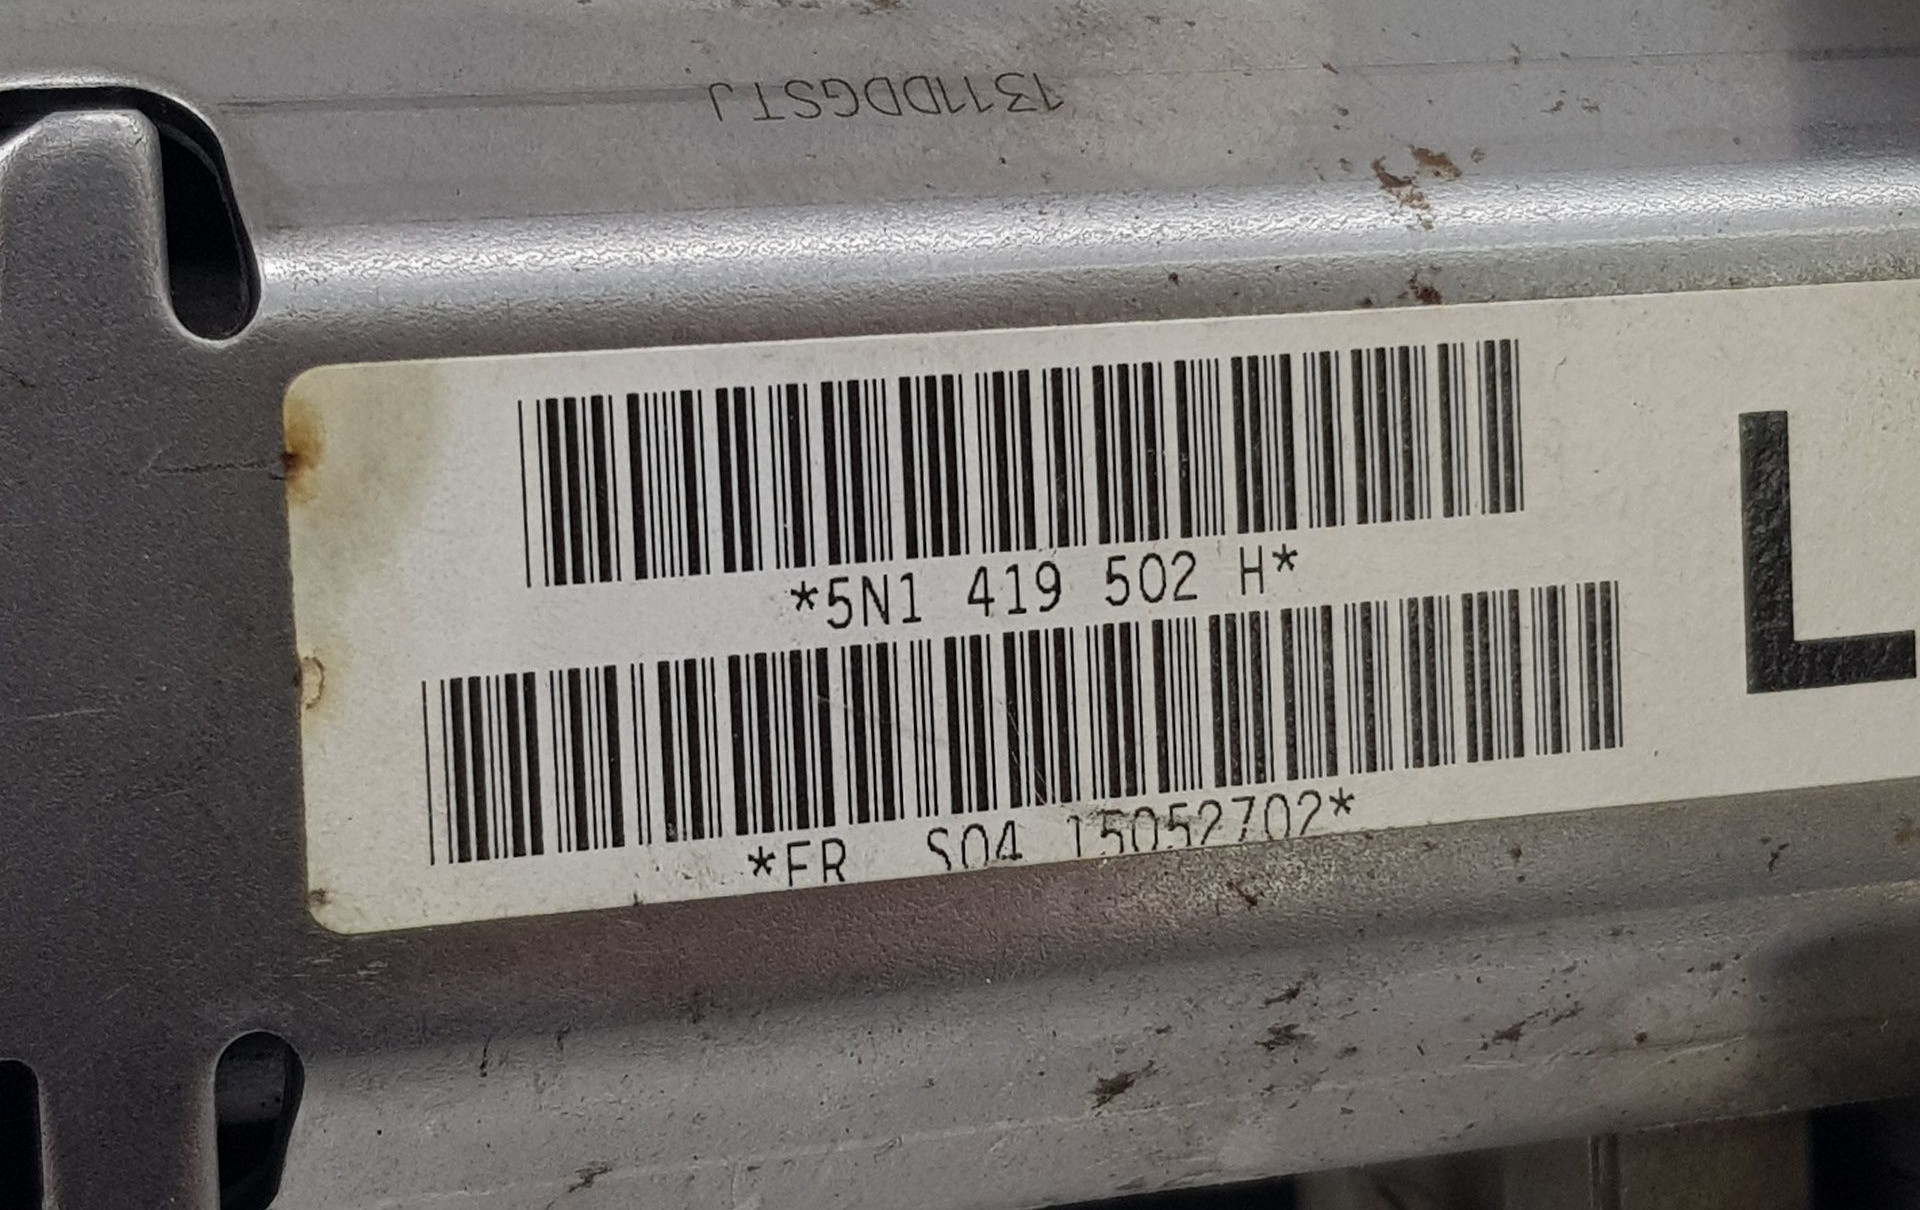 1311DDGSTJ
*5N1 419 502 H*
L
*FR S04 15052702*